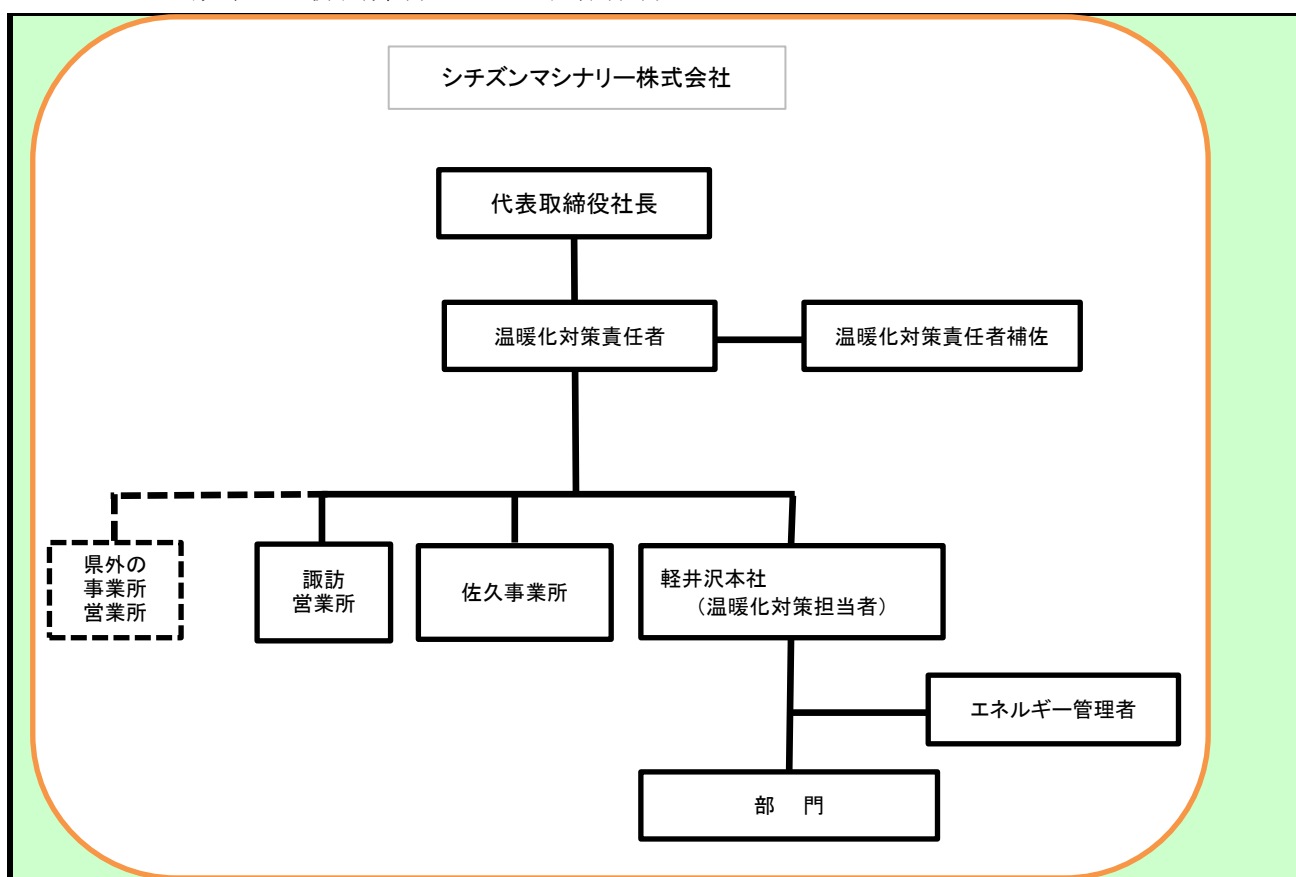 シチズンマシナリー株式会社
代表取締役社長
温暖化対策責任者
温暖化対策責任者補佐
県外の
事業所
営業所
諏訪
営業所
佐久事業所
軽井沢本社
（温暖化対策担当者）
エネルギー管理者
部　門